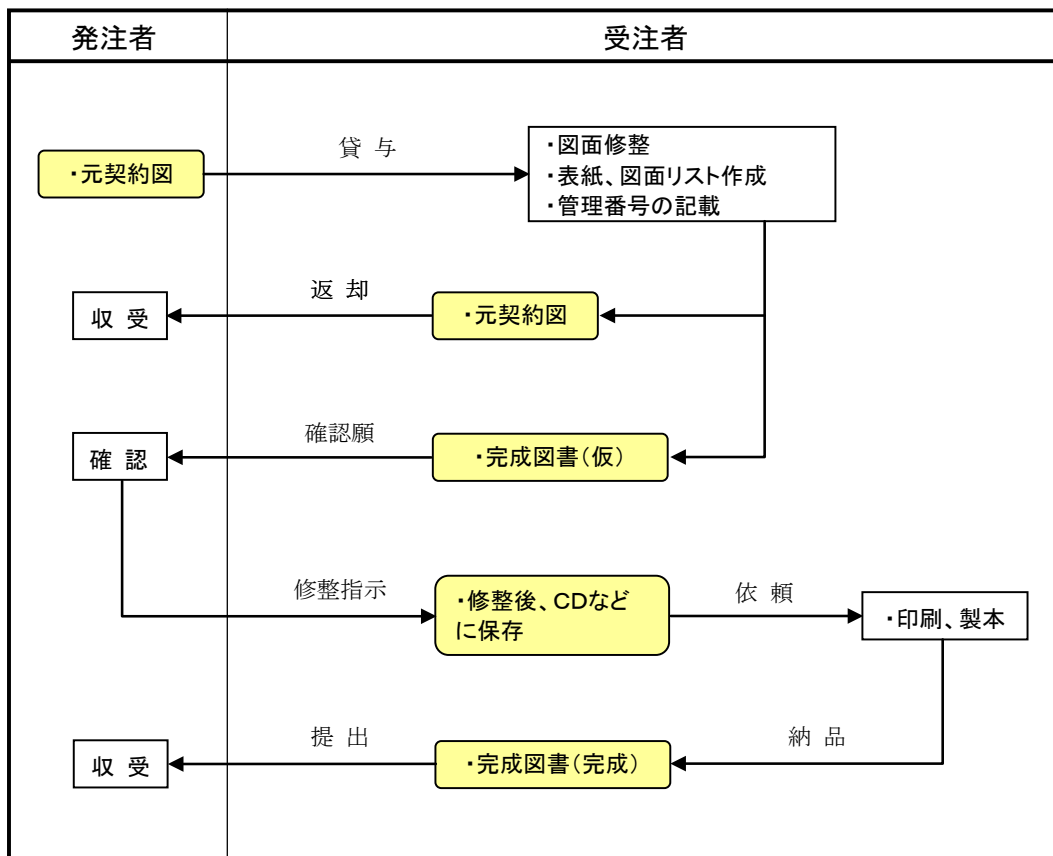 発注者
受注者
・元契約図
貸 与
・図面修整
・表紙、図面リスト作成
・管理番号の記載
収 受
返 却
・元契約図
確 認
確認願
・完成図書(仮)
修整指示
・修整後、CDなど
に保存
依 頼
・印刷、製本
収 受
提 出
・完成図書(完成)
納 品